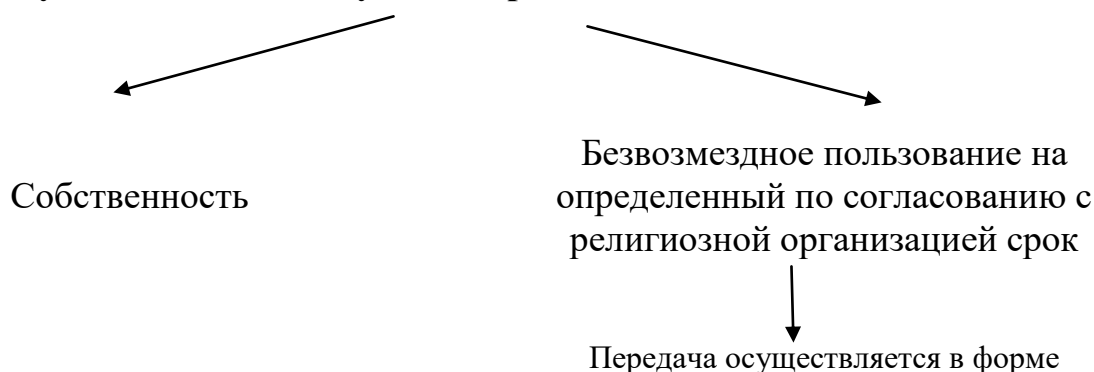 Собственность
Безвозмездное пользование на
определенный по согласованию с
религиозной организацией срок
Передача осуществляется в форме